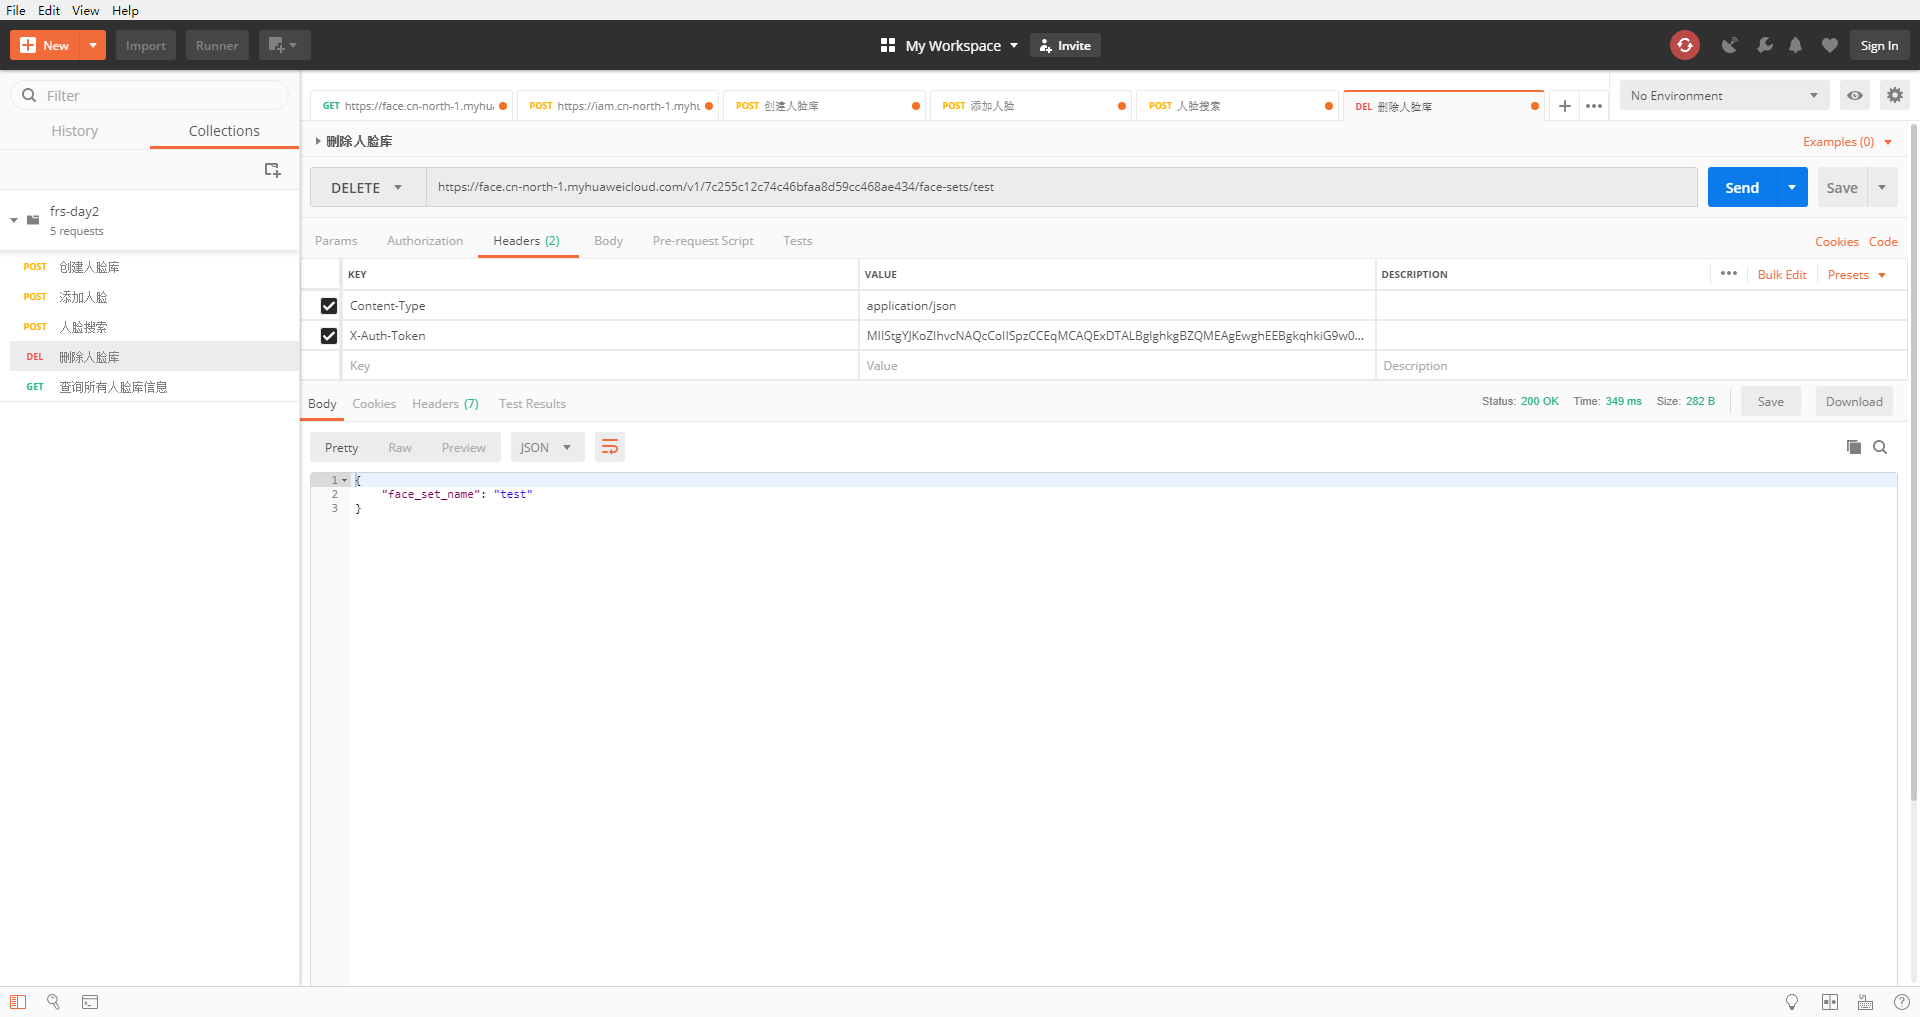 File Edit View Help
New Import Runner My Workspace Invite Sign In
Filter
History Collections
frs-day2
5 requests
POST 创建人脸库
POST 添加人脸
POST 人脸搜索
DEL 删除人脸库
GET 查询所有人脸库信息
GET https://face.cn-north-1.myhu POST https://iam.cn-north-1.myhu POST 创建人脸库 POST 添加人脸 POST 人脸搜索 DEL 删除人脸库 No Environment
删除人脸库 Examples (0)
DELETE https://face.cn-north-1.myhuaweicloud.com/v1/7c255c12c74c46bfaa8d59cc468ae434/face-sets/test Send Save
Params Authorization Headers (2) Body Pre-request Script Tests Cookies Code
KEY VALUE DESCRIPTION Bulk Edit Presets
Content-Type application/json
X-Auth-Token MIIStgYJKoZIhvcNAQcCoIISpzCCEqMCAQExDTALBglghkgBZQMEAgEwghEEBgkqhkiG9w0...
Key Value Description
Body Cookies Headers (7) Test Results Status: 200 OK Time: 349 ms Size: 282 B Save Download
Pretty Raw Preview JSON
1 {
2 "face_set_name": "test"
3 }